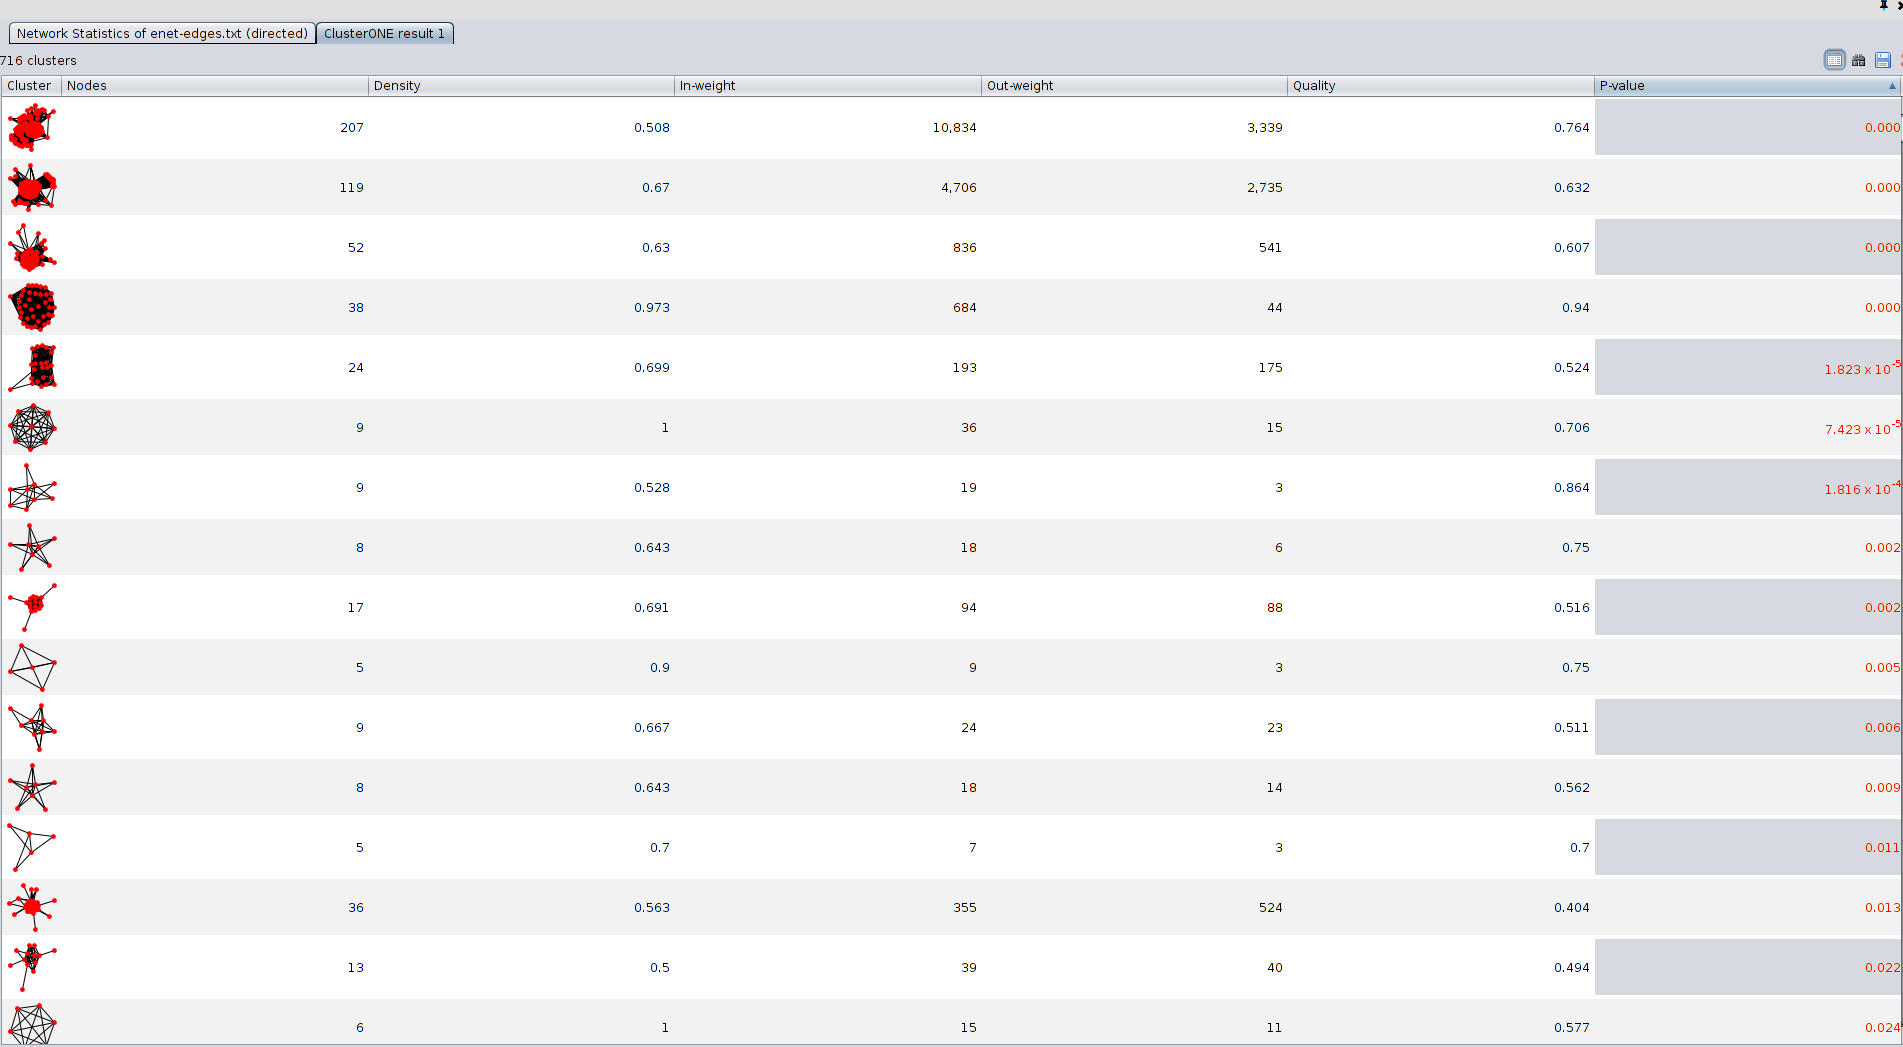 Network Statistics of enet-edges.txt (directed) ClusterONE result 1
716 clusters
Cluster Nodes Density In-weight Out-weight Quality P-value
207 0.508 10,834 3,339 0.764 0.000
119 0.67 4,706 2,735 0.632 0.000
52 0.63 836 541 0.607 0.000
38 0.973 684 44 0.94 0.000
24 0.699 193 175 0.524 1.823 x 10^-5
9 1 36 15 0.706 7.423 x 10^-5
9 0.528 19 3 0.864 1.816 x 10^-4
8 0.643 18 6 0.75 0.002
17 0.691 94 88 0.516 0.002
5 0.9 9 3 0.75 0.005
9 0.667 24 23 0.511 0.006
8 0.643 18 14 0.562 0.009
5 0.7 7 3 0.7 0.011
36 0.563 355 524 0.404 0.013
13 0.5 39 40 0.494 0.022
6 1 15 11 0.577 0.024